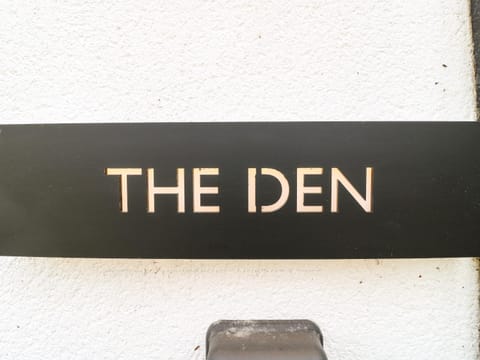 THE DEN